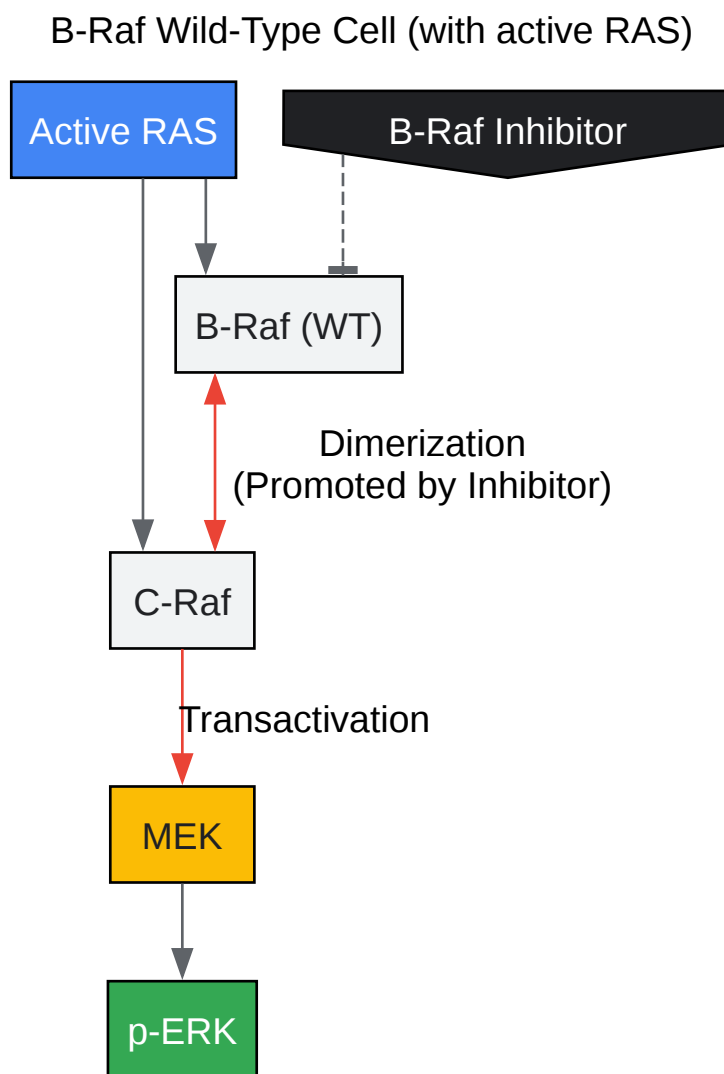 B-Raf Wild-Type Cell (with active RAS)
Active RAS
B-Raf Inhibitor
B-Raf (WT)
Dimerization
(Promoted by Inhibitor)
C-Raf
Transactivation
MEK
p-ERK